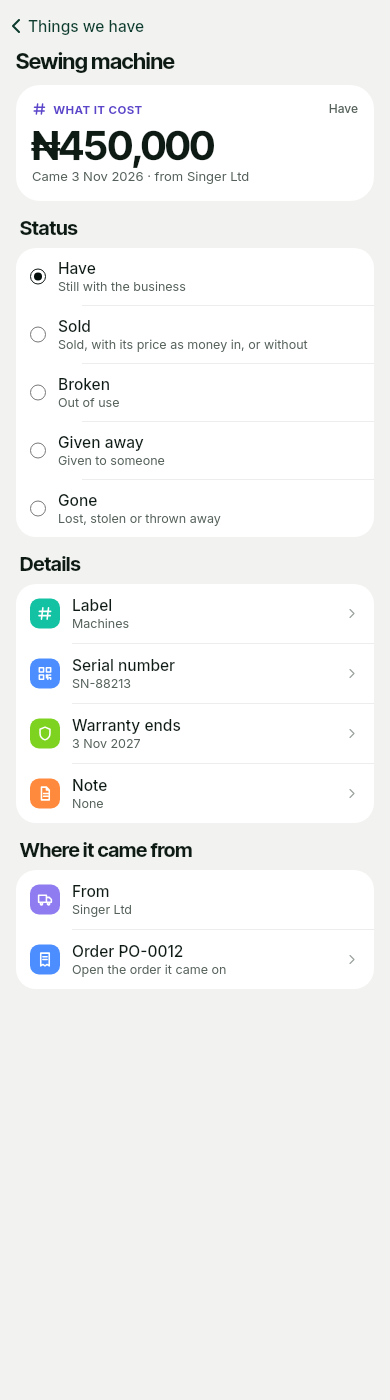 Things we have
Sewing machine
WHAT IT COST
Have
₦450,000
Came 3 Nov 2026 · from Singer Ltd
Status
Have
Still with the business
Sold
Sold, with its price as money in, or without
Broken
Out of use
Given away
Given to someone
Gone
Lost, stolen or thrown away
Details
Label
Machines
Serial number
SN-88213
Warranty ends
3 Nov 2027
Note
None
Where it came from
From
Singer Ltd
Order PO-0012
Open the order it came on